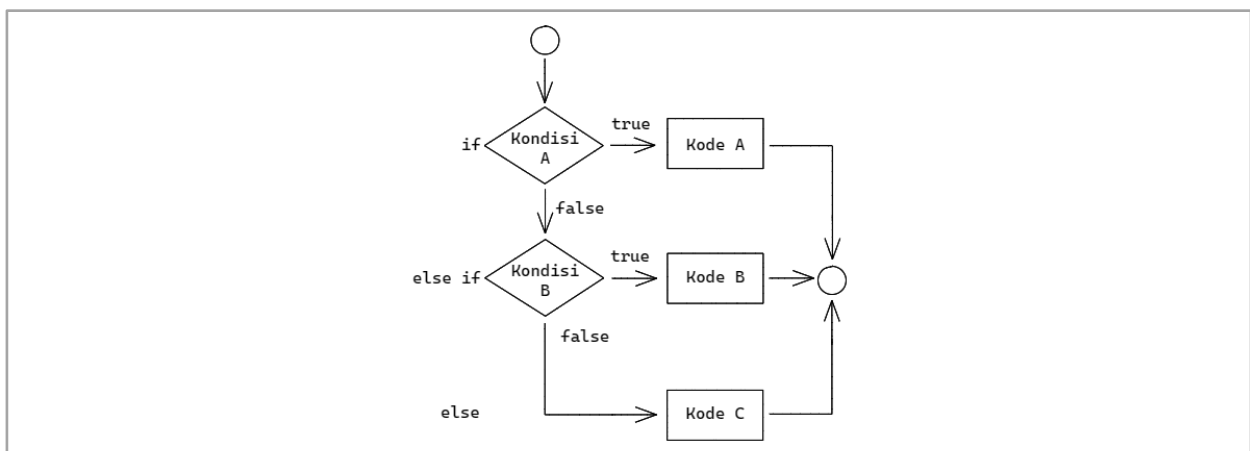 if
Kondisi
A
true
Kode A
false
else if
Kondisi
B
true
Kode B
false
else
Kode C